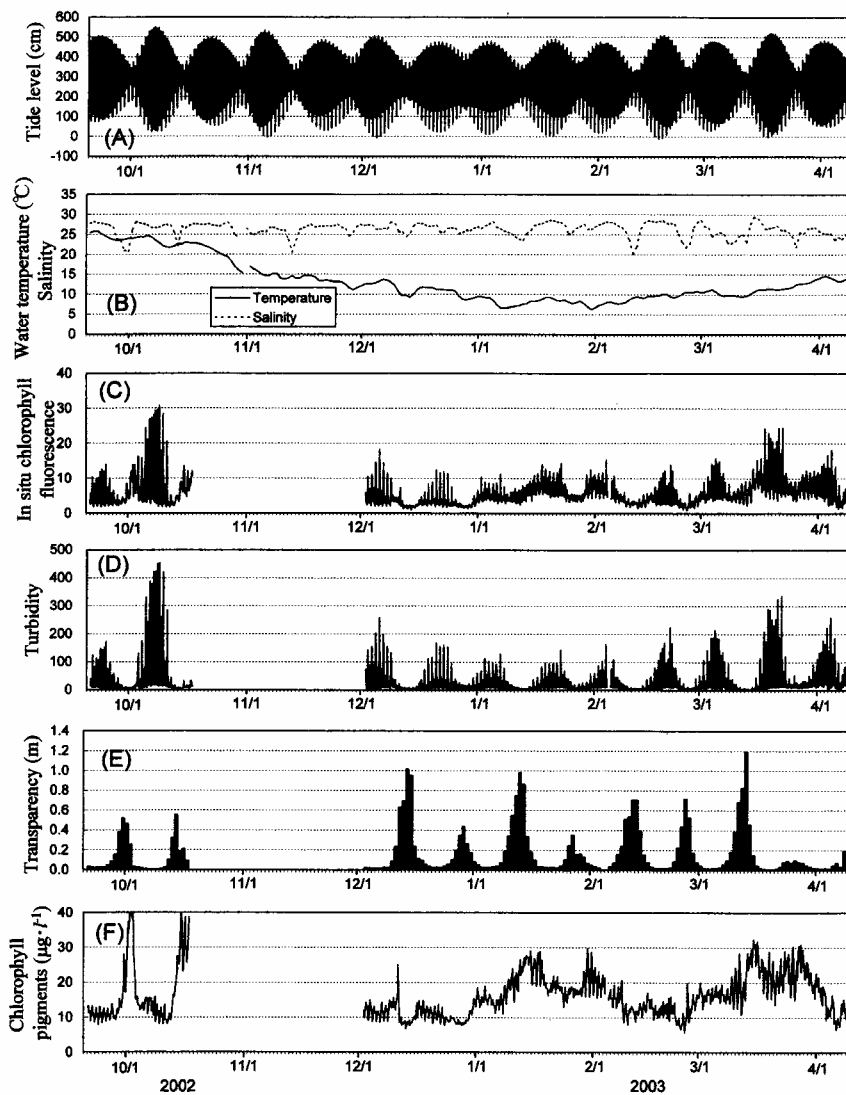 Tide level (cm)
600
500
400
300
200
100
0
-100
(A)
10/1 11/1 12/1 1/1 2/1 3/1 4/1
Water temperature (℃)
Salinity
35
30
25
20
15
10
5
0
(B)
Temperature
Salinity
10/1 11/1 12/1 1/1 2/1 3/1 4/1
In situ chlorophyll
fluorescence
40
30
20
10
0
(C)
10/1 11/1 12/1 1/1 2/1 3/1 4/1
Turbidity
500
400
300
200
100
0
(D)
10/1 11/1 12/1 1/1 2/1 3/1 4/1
Transparency (m)
1.4
1.2
1.0
0.8
0.6
0.4
0.2
0.0
(E)
10/1 11/1 12/1 1/1 2/1 3/1 4/1
Chlorophyll
pigments (μg·l⁻¹)
40
30
20
10
0
(F)
10/1 11/1 12/1 1/1 2/1 3/1 4/1
2002 2003